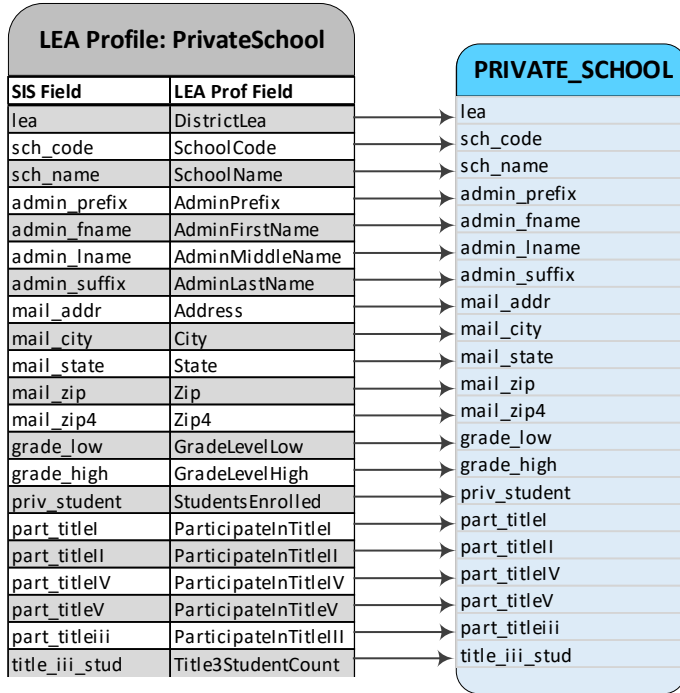 LEA Profile: PrivateSchool
SIS Field LEA Prof Field
lea DistrictLea
sch_code SchoolCode
sch_name SchoolName
admin_prefix AdminPrefix
admin_fname AdminFirstName
admin_lname AdminMiddleName
admin_suffix AdminLastName
mail_addr Address
mail_city City
mail_state State
mail_zip Zip
mail_zip4 Zip4
grade_low GradeLevelLow
grade_high GradeLevelHigh
priv_student StudentsEnrolled
part_titleI ParticipateInTitleI
part_titleII ParticipateInTitleII
part_titleIV ParticipateInTitleIV
part_titleV ParticipateInTitleV
part_titleiii ParticipateInTitleIII
title_iii_stud Title3StudentCount
PRIVATE_SCHOOL
lea
sch_code
sch_name
admin_prefix
admin_fname
admin_lname
admin_suffix
mail_addr
mail_city
mail_state
mail_zip
mail_zip4
grade_low
grade_high
priv_student
part_titleI
part_titleII
part_titleIV
part_titleV
part_titleiii
title_iii_stud